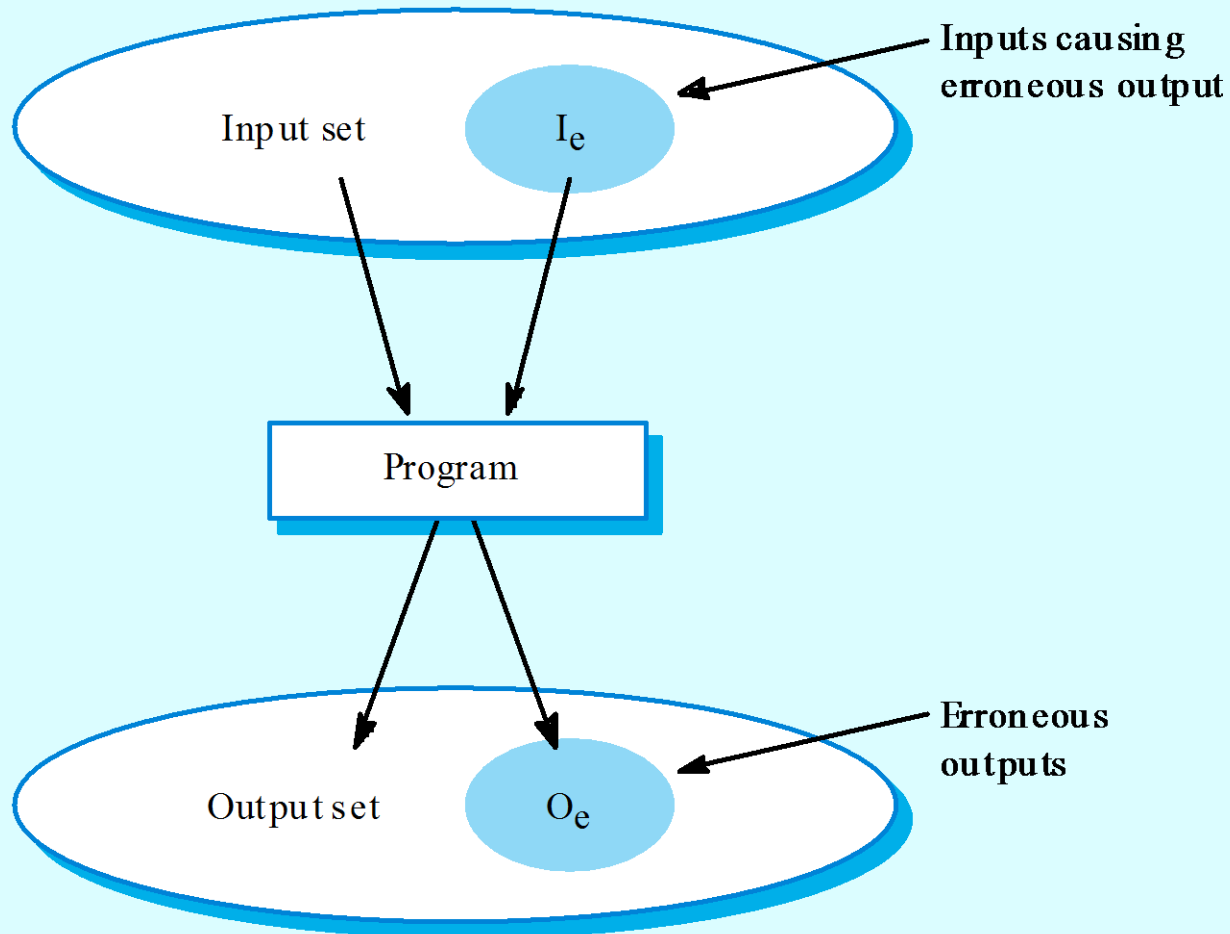 Inputs causing
erroneous output
Input set
Ie
Program
Erroneous
outputs
Output set
Oe